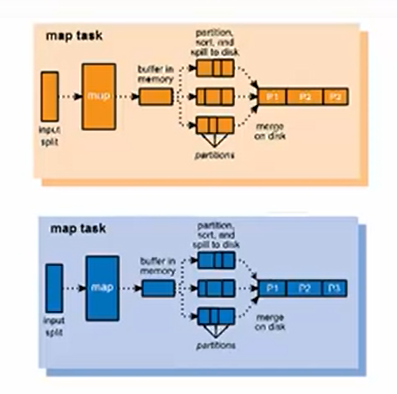 map task
partition,
sort, and
spill to disk
buffer in
memory
map
P1 P2 P3
input
split
merge
on disk
partitions
map task
partition,
sort, and
spill to disk
buffer in
memory
map
P1 P2 P3
input
split
merge
on disk
partitions